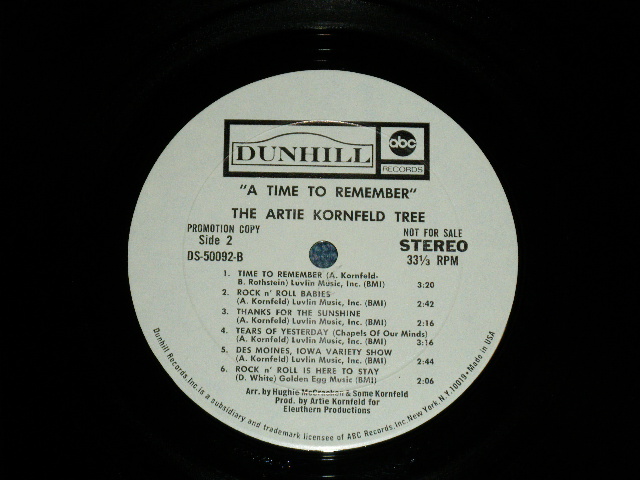 DUNHILL
abc
RECORDS
"A TIME TO REMEMBER"
THE ARTIE KORNFELD TREE
PROMOTION COPY NOT FOR SALE
Side 2 STEREO
DS-50092-B 33⅓ RPM
1. TIME TO REMEMBER (A. Kornfeld-
B. Rothstein) Luvlin Music, Inc. (BMI) 3:20
2. ROCK n' ROLL BABIES
(A. Kornfeld) Luvlin Music, Inc. (BMI) 2:42
3. THANKS FOR THE SUNSHINE
(A. Kornfeld) Luvlin Music, Inc. (BMI) 2:16
4. TEARS OF YESTERDAY (Chapels Of Our Minds)
(A. Kornfeld) Luvlin Music, Inc. (BMI) 3:16
5. DES MOINES, IOWA VARIETY SHOW
(A. Kornfeld) Luvlin Music, Inc. (BMI) 2:44
6. ROCK n' ROLL IS HERE TO STAY
(D. White) Golden Egg Music (BMI) 2:06
Arr. by Hughie McCracken & Some Kornfeld
Prod. by Artie Kornfeld for
Eleuthern Productions
Dunhill Records, Inc. is a subsidiary and trademark licensee of ABC Records, Inc. New York, N.Y. 10019 • Made in USA